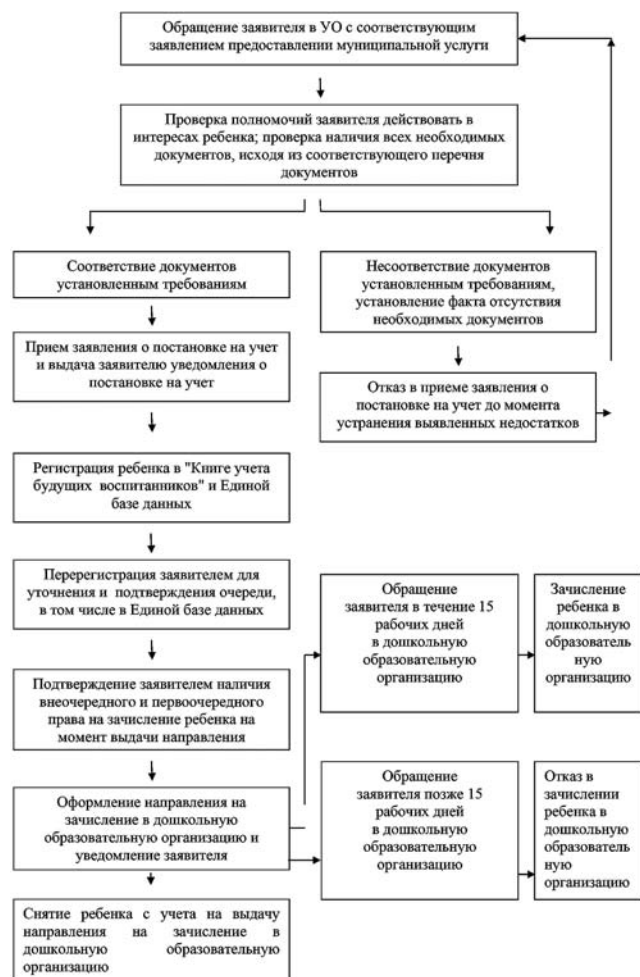 Обращение заявителя в УО с соответствующим
заявлением предоставлении муниципальной услуги
Проверка полномочий заявителя действовать в
интересах ребенка; проверка наличия всех необходимых
документов, исходя из соответствующего перечня
документов
Соответствие документов
установленным требованиям
Несоответствие документов
установленным требованиям,
установление факта отсутствия
необходимых документов
Прием заявления о постановке на учет
и выдача заявителю уведомления о
постановке на учет
Отказ в приеме заявления о
постановке на учет до момента
устранения выявленных недостатков
Регистрация ребенка в "Книге учета
будущих воспитанников" и Единой
базе данных
Перерегистрация заявителем для
уточнения и подтверждения очереди,
в том числе в Единой базе данных
Обращение
заявителя в течение 15
рабочих дней
в дошкольную
образовательную
организацию
Зачисление
ребенка в
дошкольную
образователь
ную
организацию
Подтверждение заявителем наличия
внеочередного и первоочередного
права на зачисление ребенка на
момент выдачи направления
Оформление направления на
зачисление в дошкольную
образовательную организацию и
уведомление заявителя
Обращение
заявителя позже 15
рабочих дней
в дошкольную
образовательную
организацию
Отказ в
зачислении
ребенка в
дошкольную
образователь
ную
организацию
Снятие ребенка с учета на выдачу
направления на зачисление в
дошкольную образовательную
организацию